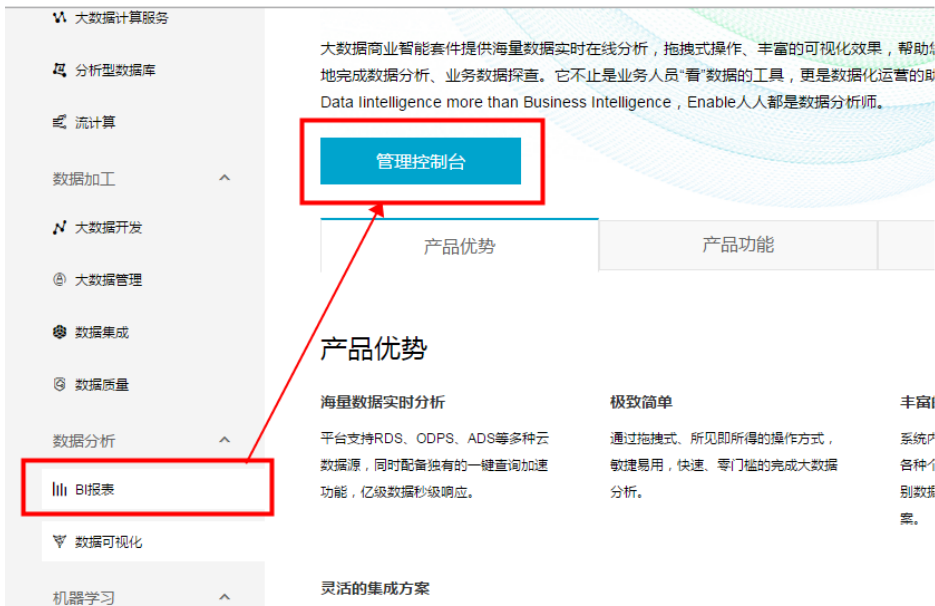 大数据计算服务
分析型数据库
流计算
数据加工
大数据开发
大数据管理
数据集成
数据质量
数据分析
BI报表
数据可视化
机器学习
大数据商业智能套件提供海量数据实时在线分析，拖拽式操作、丰富的可视化效果，帮助
地完成数据分析、业务数据探查。它不止是业务人员“看”数据的工具，更是数据化运营的助
Data Iintelligence more than Business Intelligence，Enable人人都是数据分析师。
管理控制台
产品优势
产品功能
产品优势
海量数据实时分析
平台支持RDS、ODPS、ADS等多种云
数据源，同时配备独有的一键查询加速
功能，亿级数据秒级响应。
极致简单
通过拖拽式、所见即所得的操作方式，
敏捷易用，快速、零门槛的完成大数据
分析。
丰富
系统内
各种
别数据
案。
灵活的集成方案